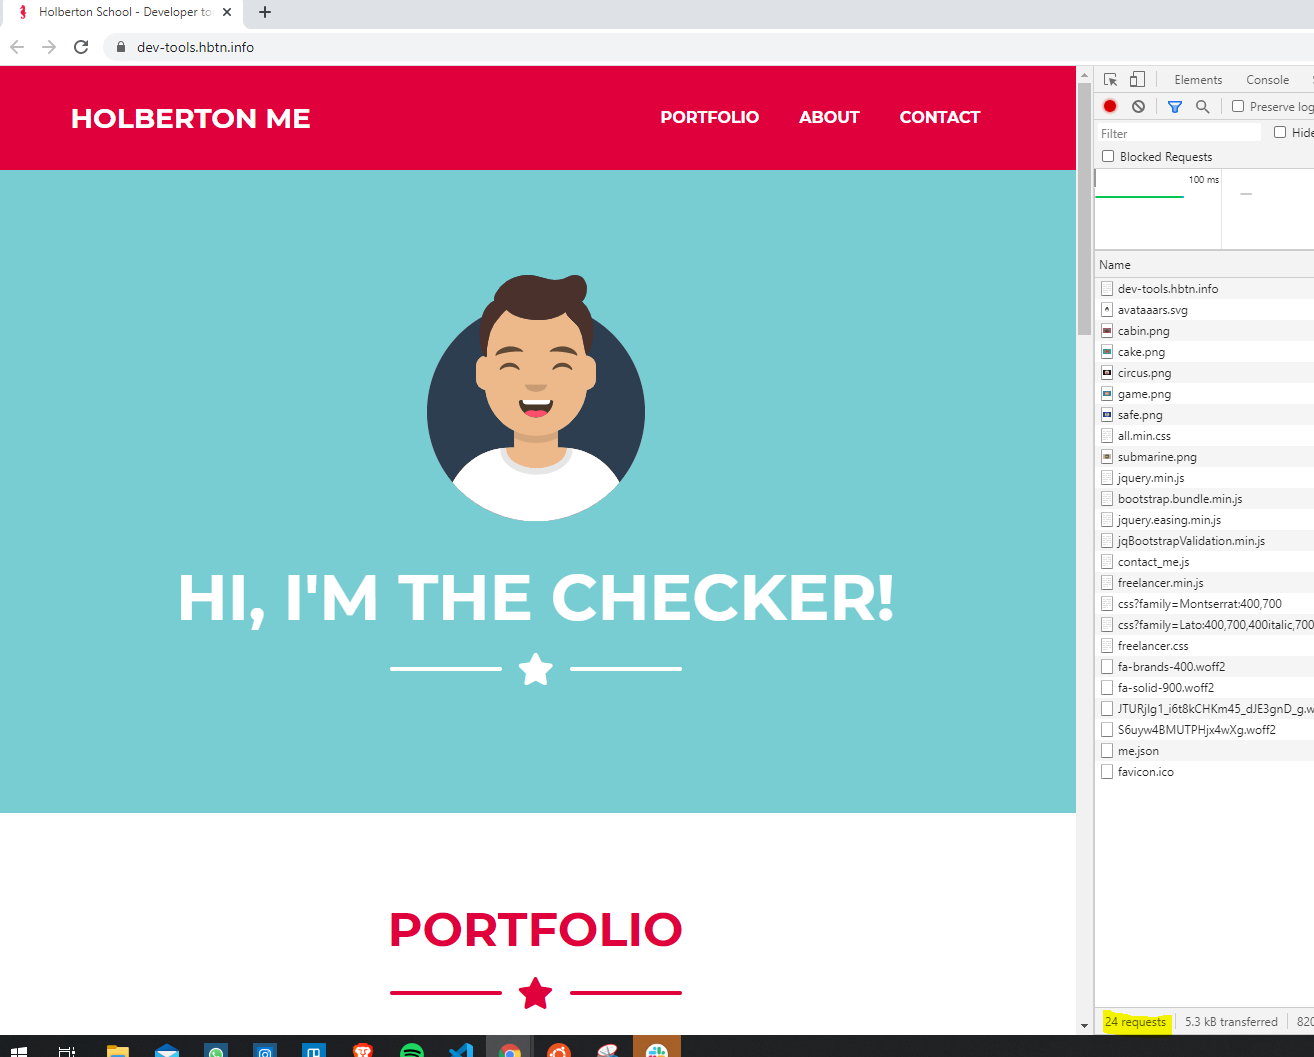 Holberton School - Developer to
dev-tools.hbtn.info
HOLBERTON ME
PORTFOLIO
ABOUT
CONTACT
HI, I'M THE CHECKER!
PORTFOLIO
Elements
Console
Preserve log
Filter
Hide
Blocked Requests
100 ms
Name
dev-tools.hbtn.info
avataaars.svg
cabin.png
cake.png
circus.png
game.png
safe.png
all.min.css
submarine.png
jquery.min.js
bootstrap.bundle.min.js
jquery.easing.min.js
jqBootstrapValidation.min.js
contact_me.js
freelancer.min.js
css?family=Montserrat:400,700
css?family=Lato:400,700,400italic,700
freelancer.css
fa-brands-400.woff2
fa-solid-900.woff2
JTURjIg1_i6t8kCHKm45_dJE3gnD_g.w
S6uyw4BMUTPHjx4wXg.woff2
me.json
favicon.ico
24 requests
5.3 kB transferred
820